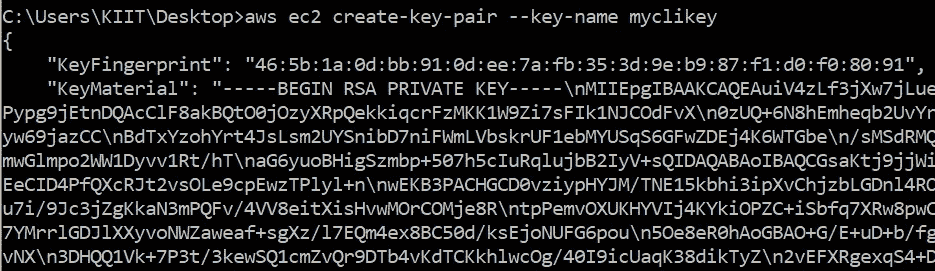 C:\Users\KIIT\Desktop>aws ec2 create-key-pair --key-name myclikey
{
"KeyFingerprint": "46:5b:1a:0d:bb:91:0d:ee:7a:fb:35:3d:9e:b9:87:f1:d0:f0:80:91",
"KeyMaterial": "-----BEGIN RSA PRIVATE KEY-----\nMIIEpgIBAAKCAQEAuiV4zLf3jXw7jLue
Pypg9jEtnDQAcClF8akBQtO0jOzyXRpQekkiqcrFzMKK1W9Zi7sFIk1NJCOdFvX\n0zUQ+6N8hEmheqb2UvYr
yw69jazCC\nBdTxYzohYrt4JsLsm2UYSnibD7niFWmLVbskrUF1ebMYUSqS6GFwZDEj4K6WTGbe\n/sMSdRMQ
mwGlmpo2WW1Dyvv1Rt/hT\naG6yuoBHigSzmbp+507h5cIuRqlujbB2IyV+sQIDAQABAoIBAQCGsaKtj9jjWi
EeCID4PfQXcRJt2vsOLe9cpEwzTPlyl+n\nwEKB3PACHGCD0vziypHYJM/TNE15kbhi3ipXvChjzbLGDnl4RC
u7i/9Jc3jZgKkaN3mPQFv/4VV8eitXisHvwMOrCOMje8R\ntpPemvOXUKHYVIj4KYkiOPZC+iSbfq7XRw8pwC
7YMrrlGDJlXXyvoNWZaweaf+sgXz/l7EQm4ex8BC50d/ksEjoNUFG6pou\n5Oe8eR0hAoGBAO+G/E+uD+b/fg
vNX\n3DHQQ1Vk+7P3t/3kewSQ1cmZvQr9DTb4vKdTCKkhlwcOg/40I9icUaqK38dikTyZ\n2vEFXRgexqS4+D